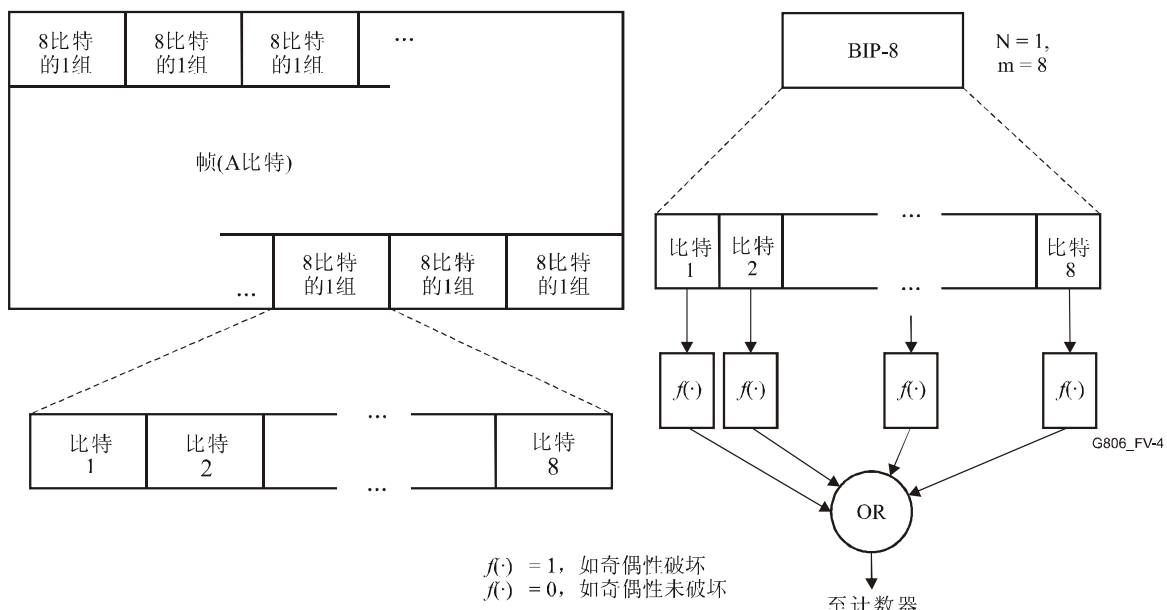 8比特
的1组
8比特
的1组
8比特
的1组
...
帧(A比特)
...
8比特
的1组
8比特
的1组
8比特
的1组
比特
1
比特
2
...
...
比特
8
BIP-8
N = 1,
m = 8
比特
1
比特
2
...
...
比特
8
f(·)
f(·)
f(·)
f(·)
G806_FV-4
OR
f(·) = 1，如奇偶性破坏
f(·) = 0，如奇偶性未破坏
至计数器